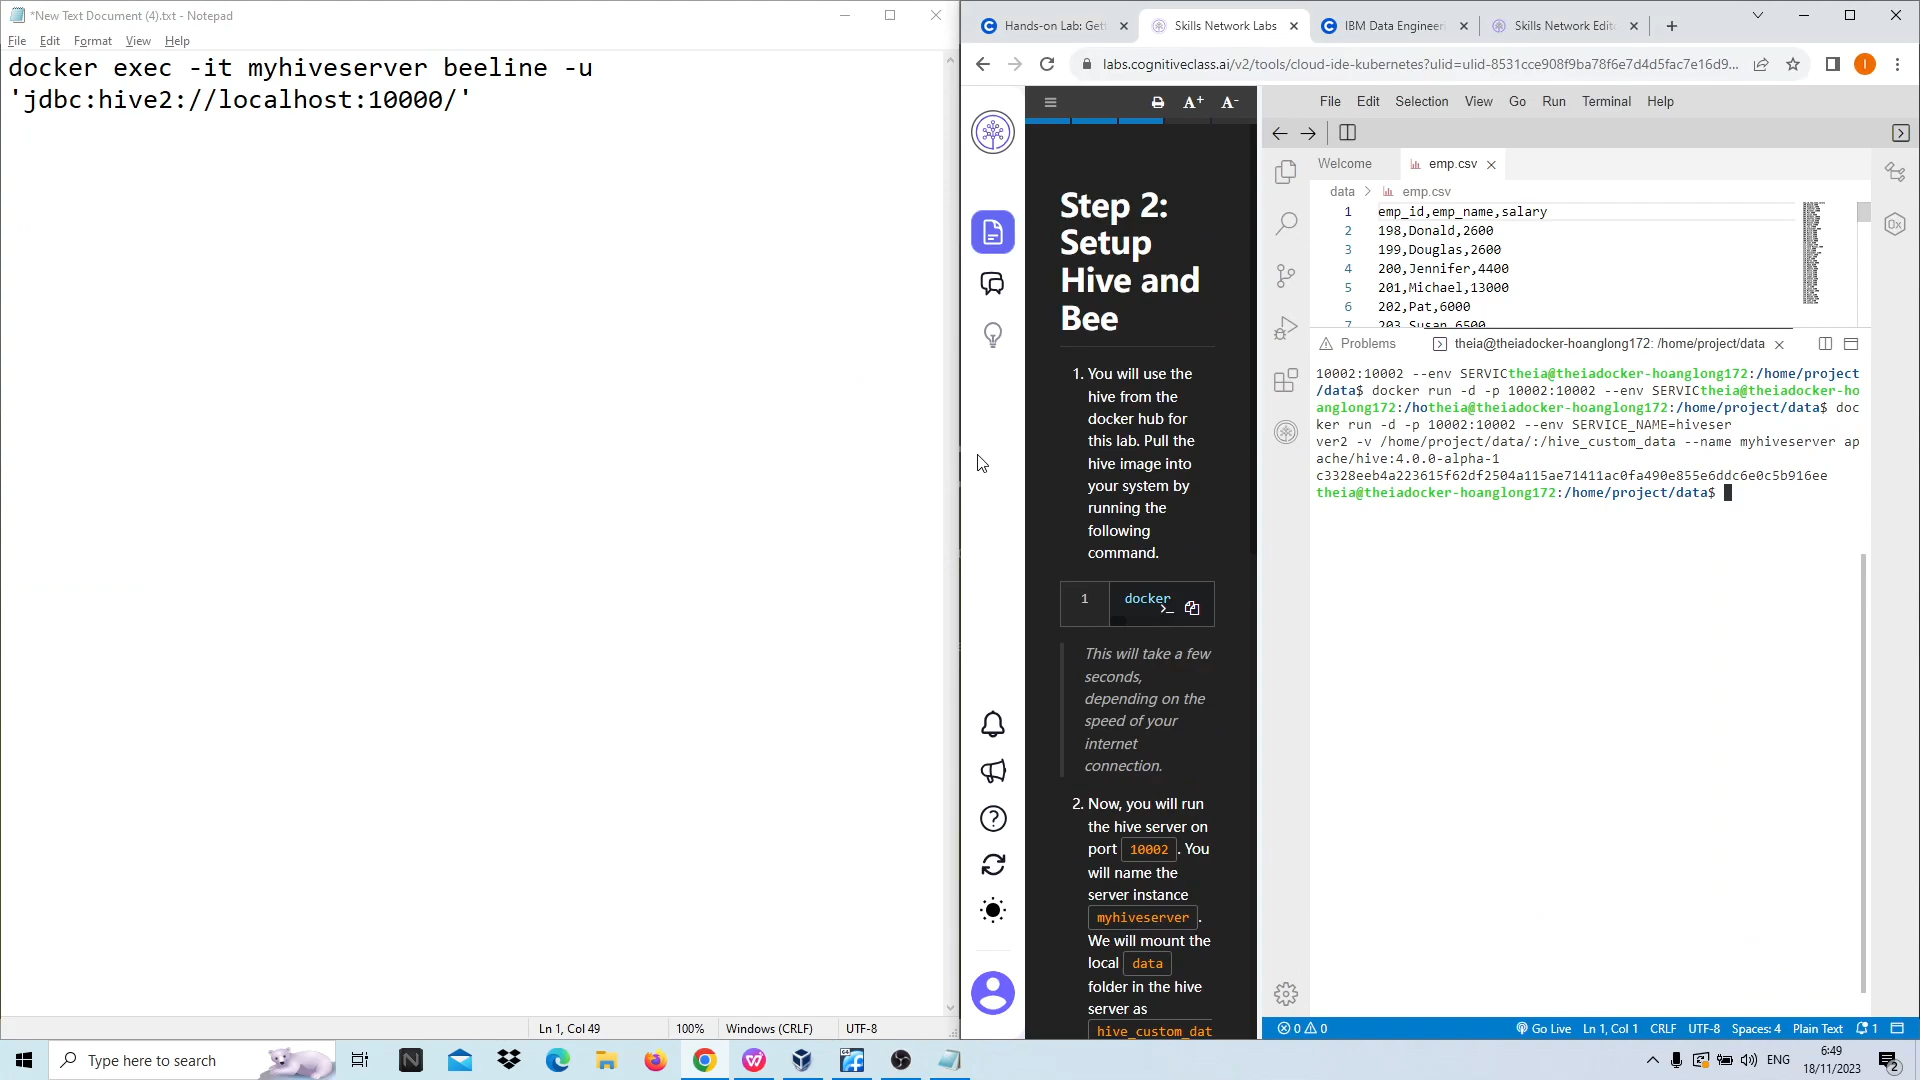 *New Text Document (4).txt - Notepad
File Edit Format View Help
docker exec -it myhiveserver beeline -u
'jdbc:hive2://localhost:10000/'
Ln 1, Col 49 100% Windows (CRLF) UTF-8
Hands-on Lab: Gett
Skills Network Labs
IBM Data Engineeri
Skills Network Edito
labs.cognitiveclass.ai/v2/tools/cloud-ide-kubernetes?ulid=ulid-8531cce908f9ba78f6e7d4d5fac7e16d9...
A+ A-
Step 2:
Setup
Hive and
Bee
1. You will use the
hive from the
docker hub for
this lab. Pull the
hive image into
your system by
running the
following
command.
1 docker
This will take a few
seconds,
depending on the
speed of your
internet
connection.
2. Now, you will run
the hive server on
port 10002. You
will name the
server instance
myhiveserver.
We will mount the
local data
folder in the hive
server as
hive_custom_dat
File Edit Selection View Go Run Terminal Help
Welcome emp.csv
data > emp.csv
1 emp_id,emp_name,salary
2 198,Donald,2600
3 199,Douglas,2600
4 200,Jennifer,4400
5 201,Michael,13000
6 202,Pat,6000
7 203,Susan,6500
Problems theia@theiadocker-hoanglong172: /home/project/data
10002:10002 --env SERVICtheia@theiadocker-hoanglong172:/home/project
/data$ docker run -d -p 10002:10002 --env SERVICtheia@theiadocker-ho
anglong172:/hotheia@theiadocker-hoanglong172:/home/project/data$ doc
ker run -d -p 10002:10002 --env SERVICE_NAME=hiveser
ver2 -v /home/project/data/:/hive_custom_data --name myhiveserver ap
ache/hive:4.0.0-alpha-1
c3328eeb4a223615f62df2504a115ae71411ac0fa490e855e6ddc6e0c5b916ee
theia@theiadocker-hoanglong172:/home/project/data$
0 0 Go Live Ln 1, Col 1 CRLF UTF-8 Spaces: 4 Plain Text 1
Type here to search
ENG
6:49
18/11/2023
2